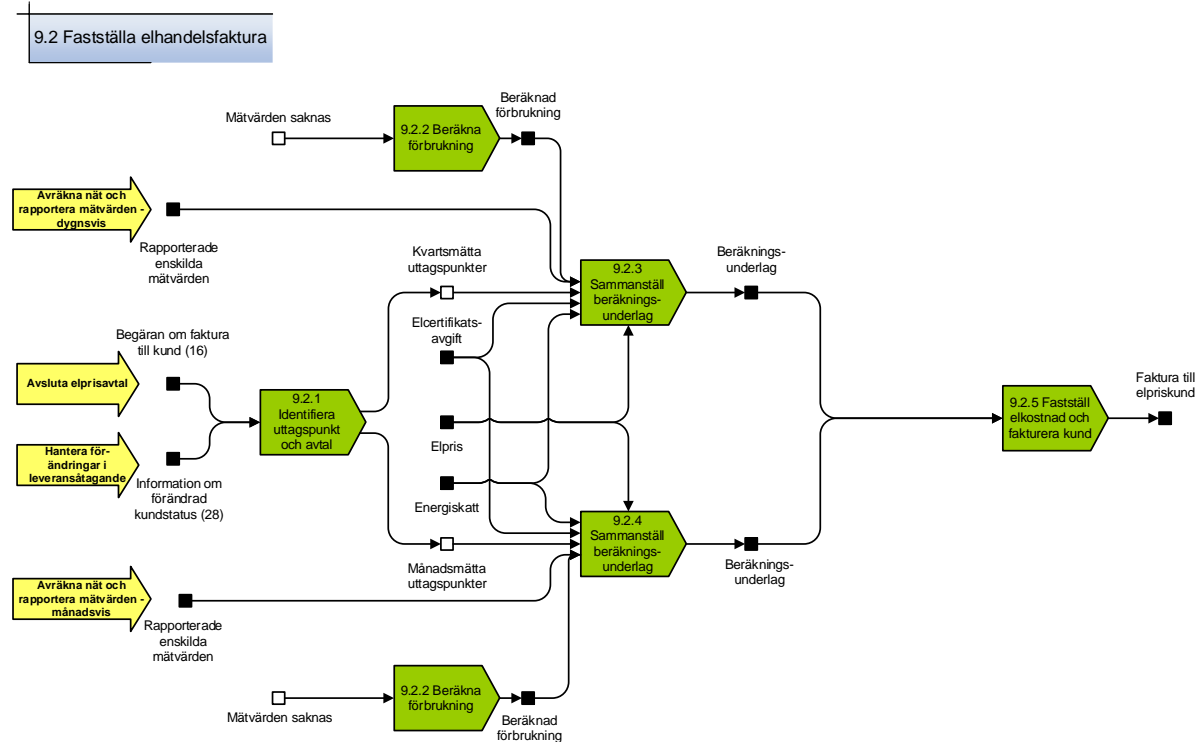 9.2 Fastställa elhandelsfaktura
Beräknad
förbrukning
Mätvärden saknas
9.2.2 Beräkna
förbrukning
Avräkna nät och
rapportera mätvärden -
dygnsvis
Rapporterade
enskilda
mätvärden
Kvartsmätta
uttagspunkter
9.2.3
Sammanställ
beräknings-
underlag
Beräknings-
underlag
Elcertifikats-
avgift
Begäran om faktura
till kund (16)
Avsluta elprisavtal
9.2.1
Identifiera
uttagspunkt
och avtal
Elpris
9.2.5 Fastställ
elkostnad och
fakturera kund
Faktura till
elpriskund
Hantera för-
ändringar i
leveransåtagande
Information om
förändrad
kundstatus (28)
Energiskatt
9.2.4
Sammanställ
beräknings-
underlag
Månadsmätta
uttagspunkter
Beräknings-
underlag
Avräkna nät och
rapportera mätvärden -
månadsvis
Rapporterade
enskilda
mätvärden
9.2.2 Beräkna
förbrukning
Mätvärden saknas
Beräknad
förbrukning